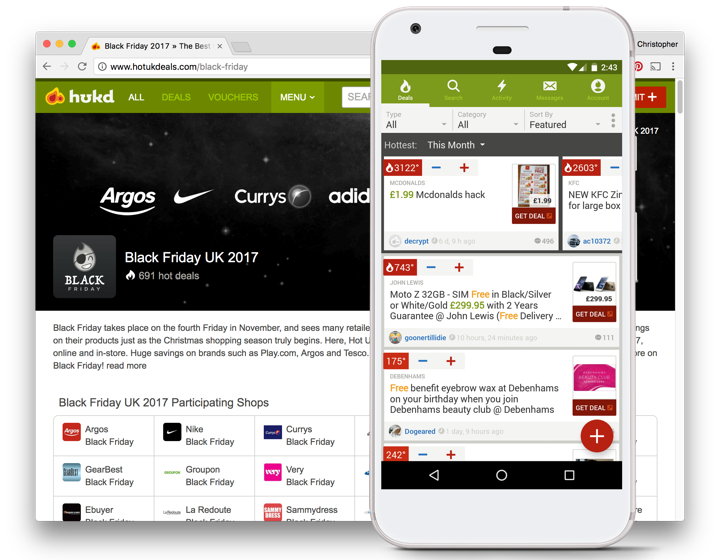 Black Friday 2017 » The Best
Christopher
www.hotukdeals.com/black-friday
hukd
ALL
DEALS
VOUCHERS
MENU
SEAR
MIT +
2017
Argos
Currys
adid
BLACK
FRIDAY
Black Friday UK 2017
691 hot deals
Black Friday takes place on the fourth Friday in November, and sees many retaile
ngs
on their products just as the Christmas shopping season truly begins. Here, Hot U
7,
online and in-store. Huge savings on brands such as Play.com, Argos and Tesco.
re on
Black Friday! read more
Black Friday UK 2017 Participating Shops
Argos
Black Friday
Nike
Black Friday
Currys
Black Friday
GearBest
Black Friday
Groupon
Black Friday
Very
Black Friday
Ebuyer
La Redoute
Sammydress
2:43
Deals
Search
Activity
Messages
Account
Type
All
Category
All
Sort By
Featured
Hottest: This Month
3122°
MCDONALDS
£1.99 Mcdonalds hack
£1.99
GET DEAL
decrypt
6 d, 9 h ago
496
2603°
KFC
NEW KFC Zin
for large box
ac10372
743°
JOHN LEWIS
Moto Z 32GB - SIM Free in Black/Silver
or White/Gold £299.95 with 2 Years
Guarantee @ John Lewis (Free Delivery ...
£299.95
GET DEAL
goonertillidie
10 hours, 24 minutes ago
111
175°
DEBENHAMS
Free benefit eyebrow wax at Debenhams
on your birthday when you join
Debenhams beauty club @ Debenhams
GET DEAL
Dogeared
1 day, 9 hours ago
242°